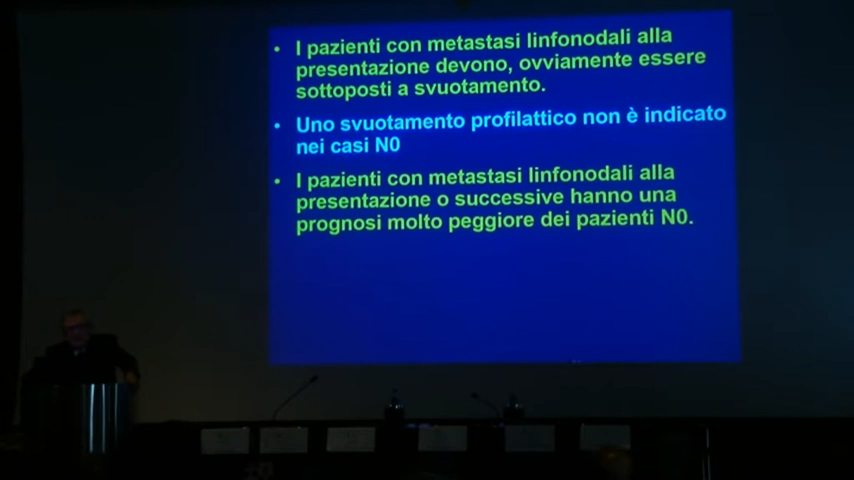 • I pazienti con metastasi linfonodali alla
presentazione devono, ovviamente essere
sottoposti a svuotamento.
• Uno svuotamento profilattico non è indicato
nei casi N0
• I pazienti con metastasi linfonodali alla
presentazione o successive hanno una
prognosi molto peggiore dei pazienti N0.